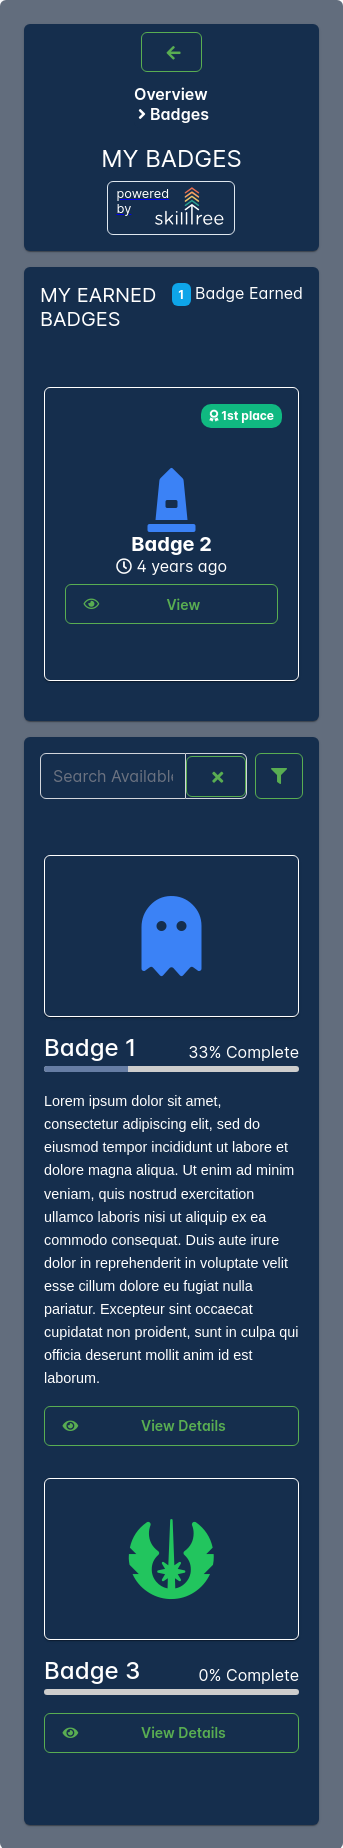 Overview
Badges
MY BADGES
powered
by
skilltree
MY EARNED
BADGES
1 Badge Earned
1st place
Badge 2
4 years ago
View
Search Availabl
Badge 1
33% Complete
Lorem ipsum dolor sit amet,
consectetur adipiscing elit, sed do
eiusmod tempor incididunt ut labore et
dolore magna aliqua. Ut enim ad minim
veniam, quis nostrud exercitation
ullamco laboris nisi ut aliquip ex ea
commodo consequat. Duis aute irure
dolor in reprehenderit in voluptate velit
esse cillum dolore eu fugiat nulla
pariatur. Excepteur sint occaecat
cupidatat non proident, sunt in culpa qui
officia deserunt mollit anim id est
laborum.
View Details
Badge 3
0% Complete
View Details